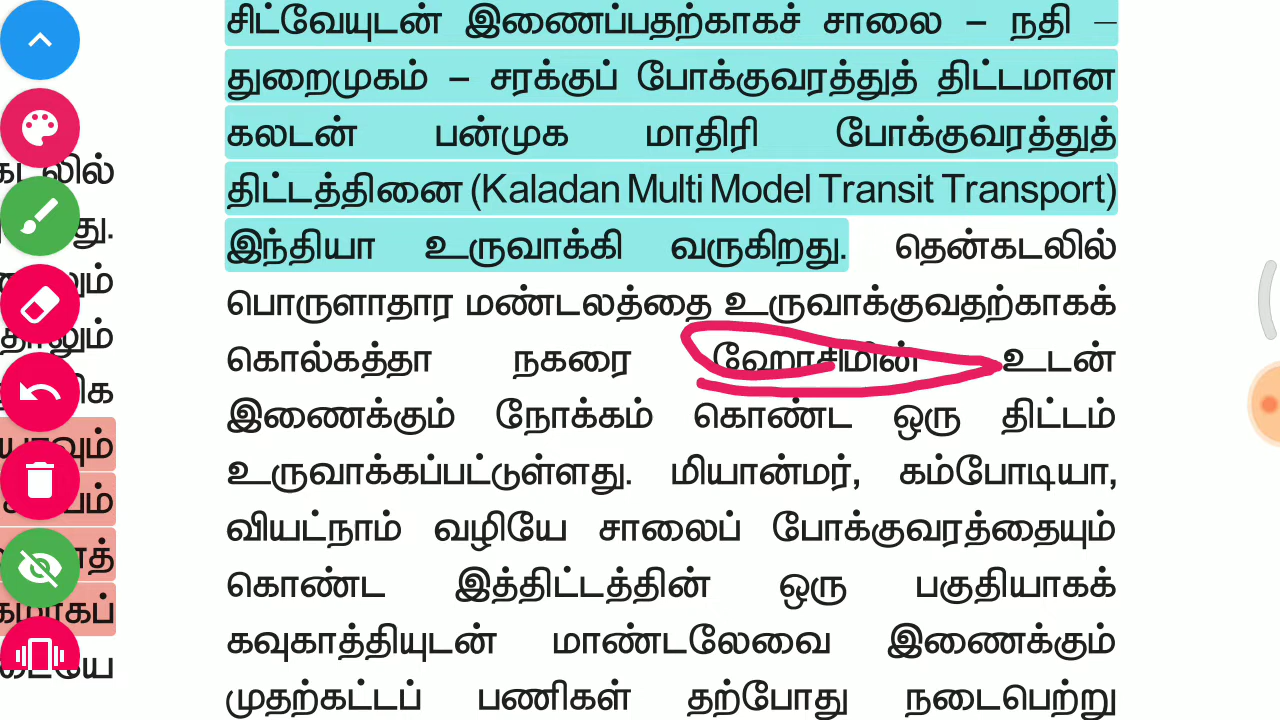 சிட்வேயுடன் இணைப்பதற்காகச் சாலை – நதி –
துறைமுகம் – சரக்குப் போக்குவரத்துத் திட்டமான
கலடன் பன்முக மாதிரி போக்குவரத்துத்
திட்டத்தினை (Kaladan Multi Model Transit Transport)
இந்தியா உருவாக்கி வருகிறது. தென்கடலில்
பொருளாதார மண்டலத்தை உருவாக்குவதற்காகக்
கொல்கத்தா நகரை ஹோசிமின் உடன்
இணைக்கும் நோக்கம் கொண்ட ஒரு திட்டம்
உருவாக்கப்பட்டுள்ளது. மியான்மர், கம்போடியா,
வியட்நாம் வழியே சாலைப் போக்குவரத்தையும்
கொண்ட இத்திட்டத்தின் ஒரு பகுதியாகக்
கவுகாத்தியுடன் மாண்டலேவை இணைக்கும்
முதற்கட்டப் பணிகள் தற்போது நடைபெற்று